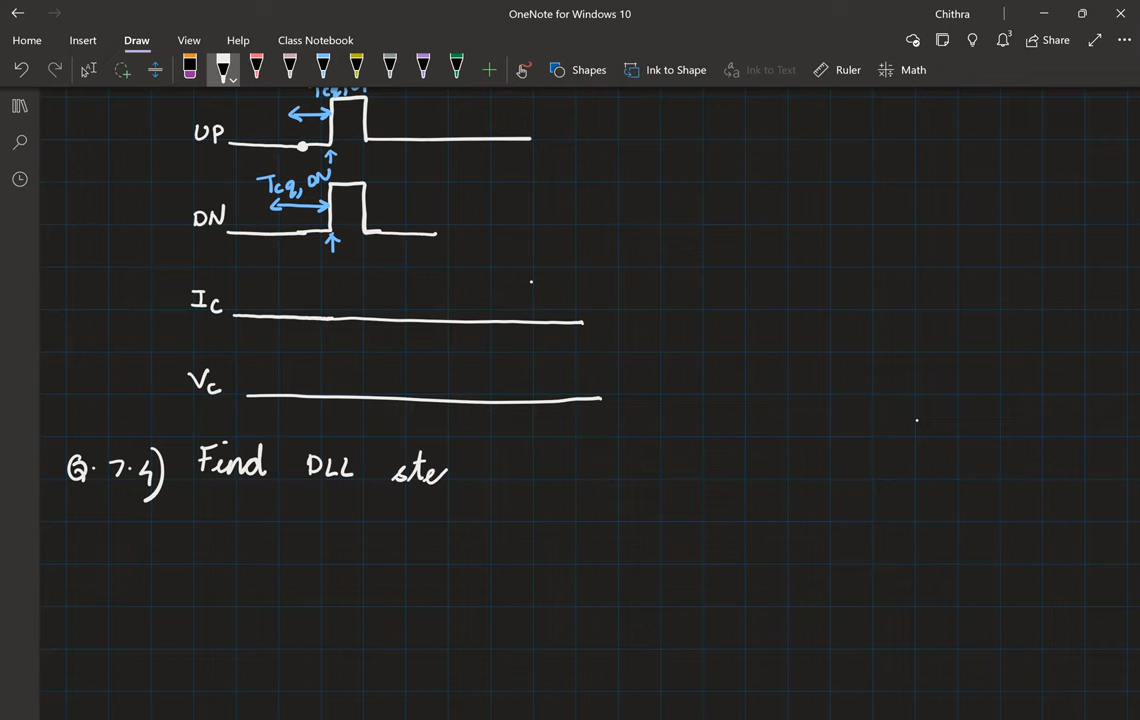 OneNote for Windows 10
Chithra
Home Insert Draw View Help Class Notebook
3
Share
Shapes Ink to Shape Ink to Text Ruler Math
UP
Tcq, DN
DN
Ic
Vc
Q. 7.4) Find DLL ste